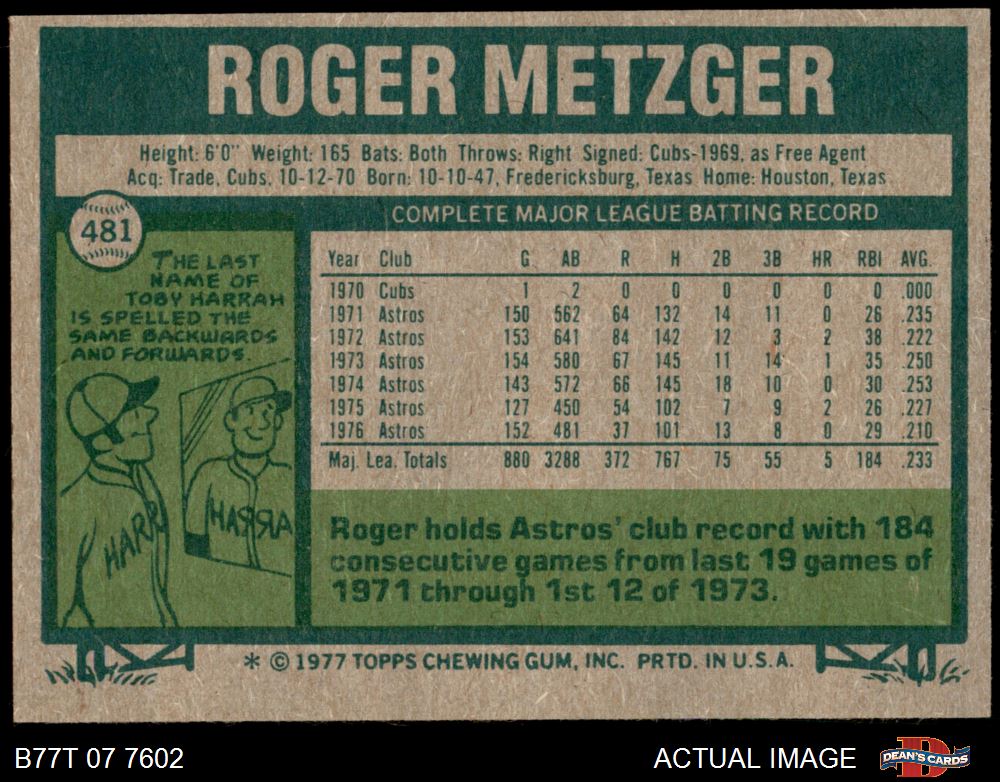 ROGER METZGER
Height: 6'0" Weight: 165 Bats: Both Throws: Right Signed: Cubs-1969, as Free Agent
Acq: Trade, Cubs, 10-12-70 Born: 10-10-47, Fredericksburg, Texas Home: Houston, Texas
481
THE LAST
NAME OF
TOBY HARRAH
IS SPELLED THE
SAME BACKWARDS
AND FORWARDS.
HARR
HARRA
COMPLETE MAJOR LEAGUE BATTING RECORD
Year Club G AB R H 2B 3B HR RBI AVG.
1970 Cubs 1 2 0 0 0 0 0 0 .000
1971 Astros 150 562 64 132 14 11 0 26 .235
1972 Astros 153 641 84 142 12 3 2 38 .222
1973 Astros 154 580 67 145 11 14 1 35 .250
1974 Astros 143 572 66 145 18 10 0 30 .253
1975 Astros 127 450 54 102 7 9 2 26 .227
1976 Astros 152 481 37 101 13 8 0 29 .210
Maj. Lea. Totals 880 3288 372 767 75 55 5 184 .233
Roger holds Astros' club record with 184
consecutive games from last 19 games of
1971 through 1st 12 of 1973.
* © 1977 TOPPS CHEWING GUM, INC. PRTD. IN U.S.A.
B77T 07 7602
ACTUAL IMAGE
D
DEAN'S CARDS